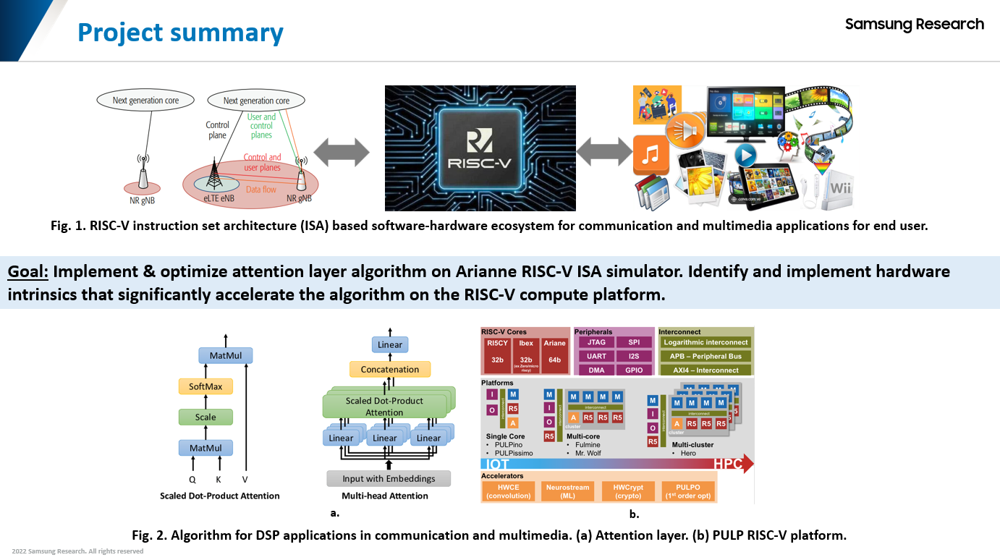 Project summary
Samsung Research
Next generation core
Next generation core
Control
plane
User and
control
planes
Control and
user planes
Data flow
NR gNB
eLTE eNB
NR gNB
RISC-V
Wii
Fig. 1. RISC-V instruction set architecture (ISA) based software-hardware ecosystem for communication and multimedia applications for end user.
Goal: Implement & optimize attention layer algorithm on Arianne RISC-V ISA simulator. Identify and implement hardware
intrinsics that significantly accelerate the algorithm on the RISC-V compute platform.
MatMul
SoftMax
Scale
MatMul
Q K V
Scaled Dot-Product Attention
Linear
Concatenation
Scaled Dot-Product
Attention
Linear Linear Linear
Input with Embeddings
Multi-head Attention
a.
RISC-V Cores
RI5CY
32b
Ibex
32b
(ex Zero/micro
riscy)
Ariane
64b
Peripherals
JTAG SPI
UART I2S
DMA GPIO
Interconnect
Logarithmic interconnect
APB – Peripheral Bus
AXI4 – Interconnect
Platforms
I M
O R5
A
interconnect
Single Core
• PULPino
• PULPissimo
M
I
O
R5
interconnect
M M M M
interconnect
A R5 R5 R5
cluster
Multi-core
• Fulmine
• Mr. Wolf
M
I
O
R5
interconnect
M M M M
M M M M
interconnect
A R5 R5 R5
R5
cluster
Multi-cluster
• Hero
IOT
HPC
Accelerators
HWCE
(convolution)
Neurostream
(ML)
HWCrypt
(crypto)
PULPO
(1st order opt)
b.
Fig. 2. Algorithm for DSP applications in communication and multimedia. (a) Attention layer. (b) PULP RISC-V platform.
2022 Samsung Research. All rights reserved